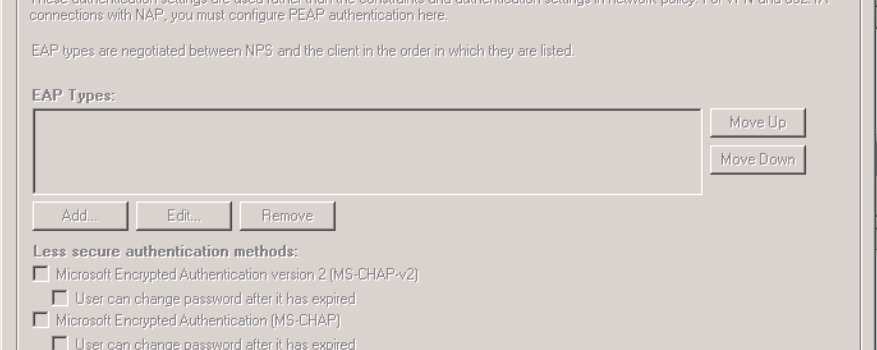 These authentication settings are used rather than the constraints and authentication settings in network policy. For VPN and 802.1X
connections with NAP, you must configure PEAP authentication here.
EAP types are negotiated between NPS and the client in the order in which they are listed.
EAP Types:
Move Up
Move Down
Add...
Edit...
Remove
Less secure authentication methods:
Microsoft Encrypted Authentication version 2 (MS-CHAP-v2)
User can change password after it has expired
Microsoft Encrypted Authentication (MS-CHAP)
User can change password after it has expired